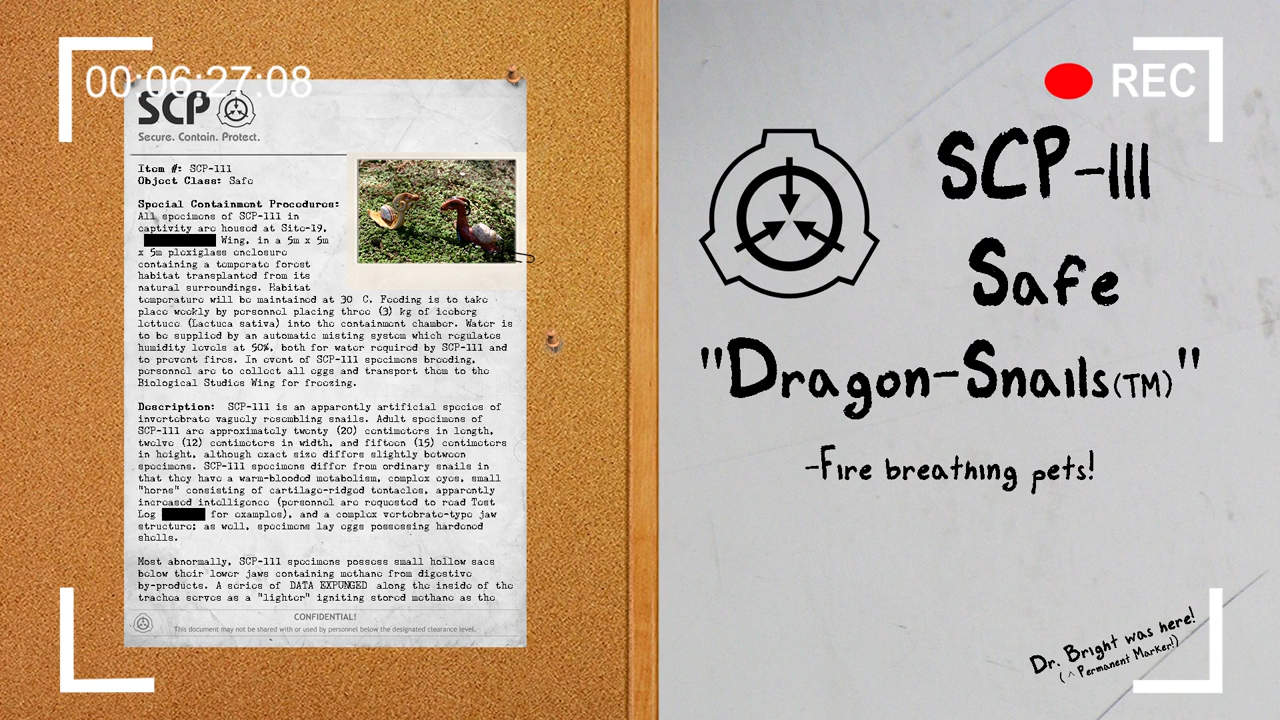 00:06:27:08
SCP
Secure. Contain. Protect.
Item #: SCP-111
Object Class: Safe
Special Containment Procedures:
All specimens of SCP-111 in
captivity are housed at Site-19,
Wing, in a 5m x 5m
x 5m plexiglass enclosure
containing a temperate forest
habitat transplanted from its
natural surroundings. Habitat
temperature will be maintained at 30 C. Feeding is to take
place weekly by personnel placing three (3) kg of iceberg
lettuce (Lactuca sativa) into the containment chamber. Water is
to be supplied by an automatic misting system which regulates
humidity levels at 50%, both for water required by SCP-111 and
to prevent fires. In event of SCP-111 specimens breeding,
personnel are to collect all eggs and transport them to the
Biological Studies Wing for freezing.
Description: SCP-111 is an apparently artificial species of
invertebrate vaguely resembling snails. Adult specimens of
SCP-111 are approximately twenty (20) centimeters in length,
twelve (12) centimeters in width, and fifteen (15) centimeters
in height, although exact size differs slightly between
specimens. SCP-111 specimens differ from ordinary snails in
that they have a warm-blooded metabolism, complex eyes, small
"horns" consisting of cartilage-ridged tentacles, apparently
increased intelligence (personnel are requested to read Test
Log for examples), and a complex vertebrate-type jaw
structure; as well, specimens lay eggs possessing hardened
shells.
Most abnormally, SCP-111 specimens possess small hollow sacs
below their lower jaws containing methane from digestive
by-products. A series of DATA EXPUNGED along the inside of the
trachea serves as a "lighter" igniting stored methane as the
CONFIDENTIAL!
This document may not be shared with or used by personnel below the designated clearance level.
REC
SCP-111
Safe
"Dragon-Snails(TM)"
-Fire breathing pets!
Dr. Bright was here!
(^Permanent Marker!)